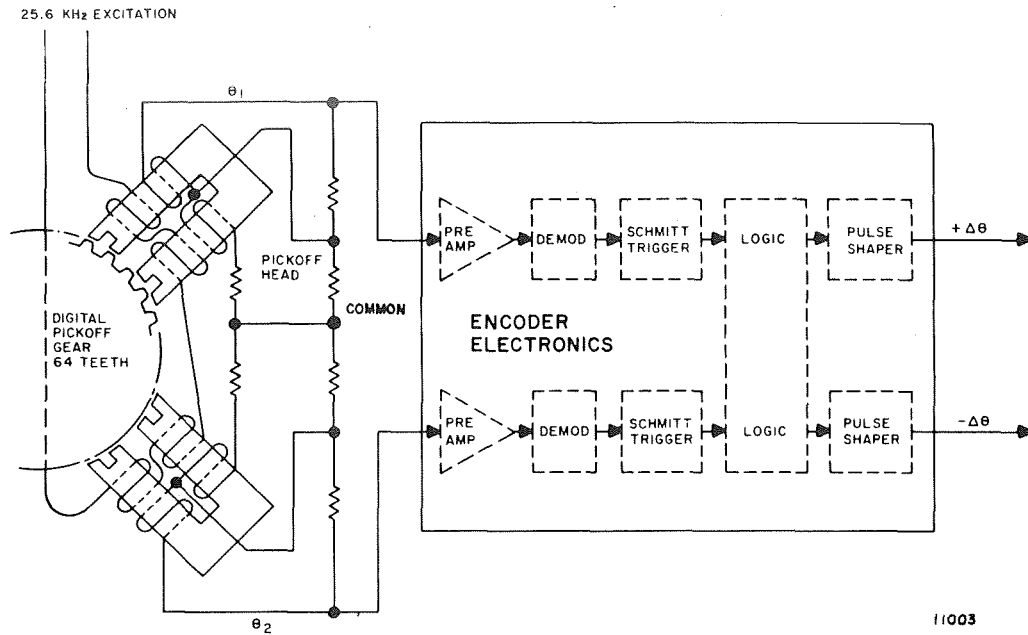 25.6 KHz EXCITATION
θ1
PICKOFF
HEAD
COMMON
DIGITAL
PICKOFF
GEAR
64 TEETH
θ2
PRE
AMP
DEMOD
SCHMITT
TRIGGER
LOGIC
PULSE
SHAPER
+Δθ
ENCODER
ELECTRONICS
PRE
AMP
DEMOD
SCHMITT
TRIGGER
LOGIC
PULSE
SHAPER
-Δθ
11003